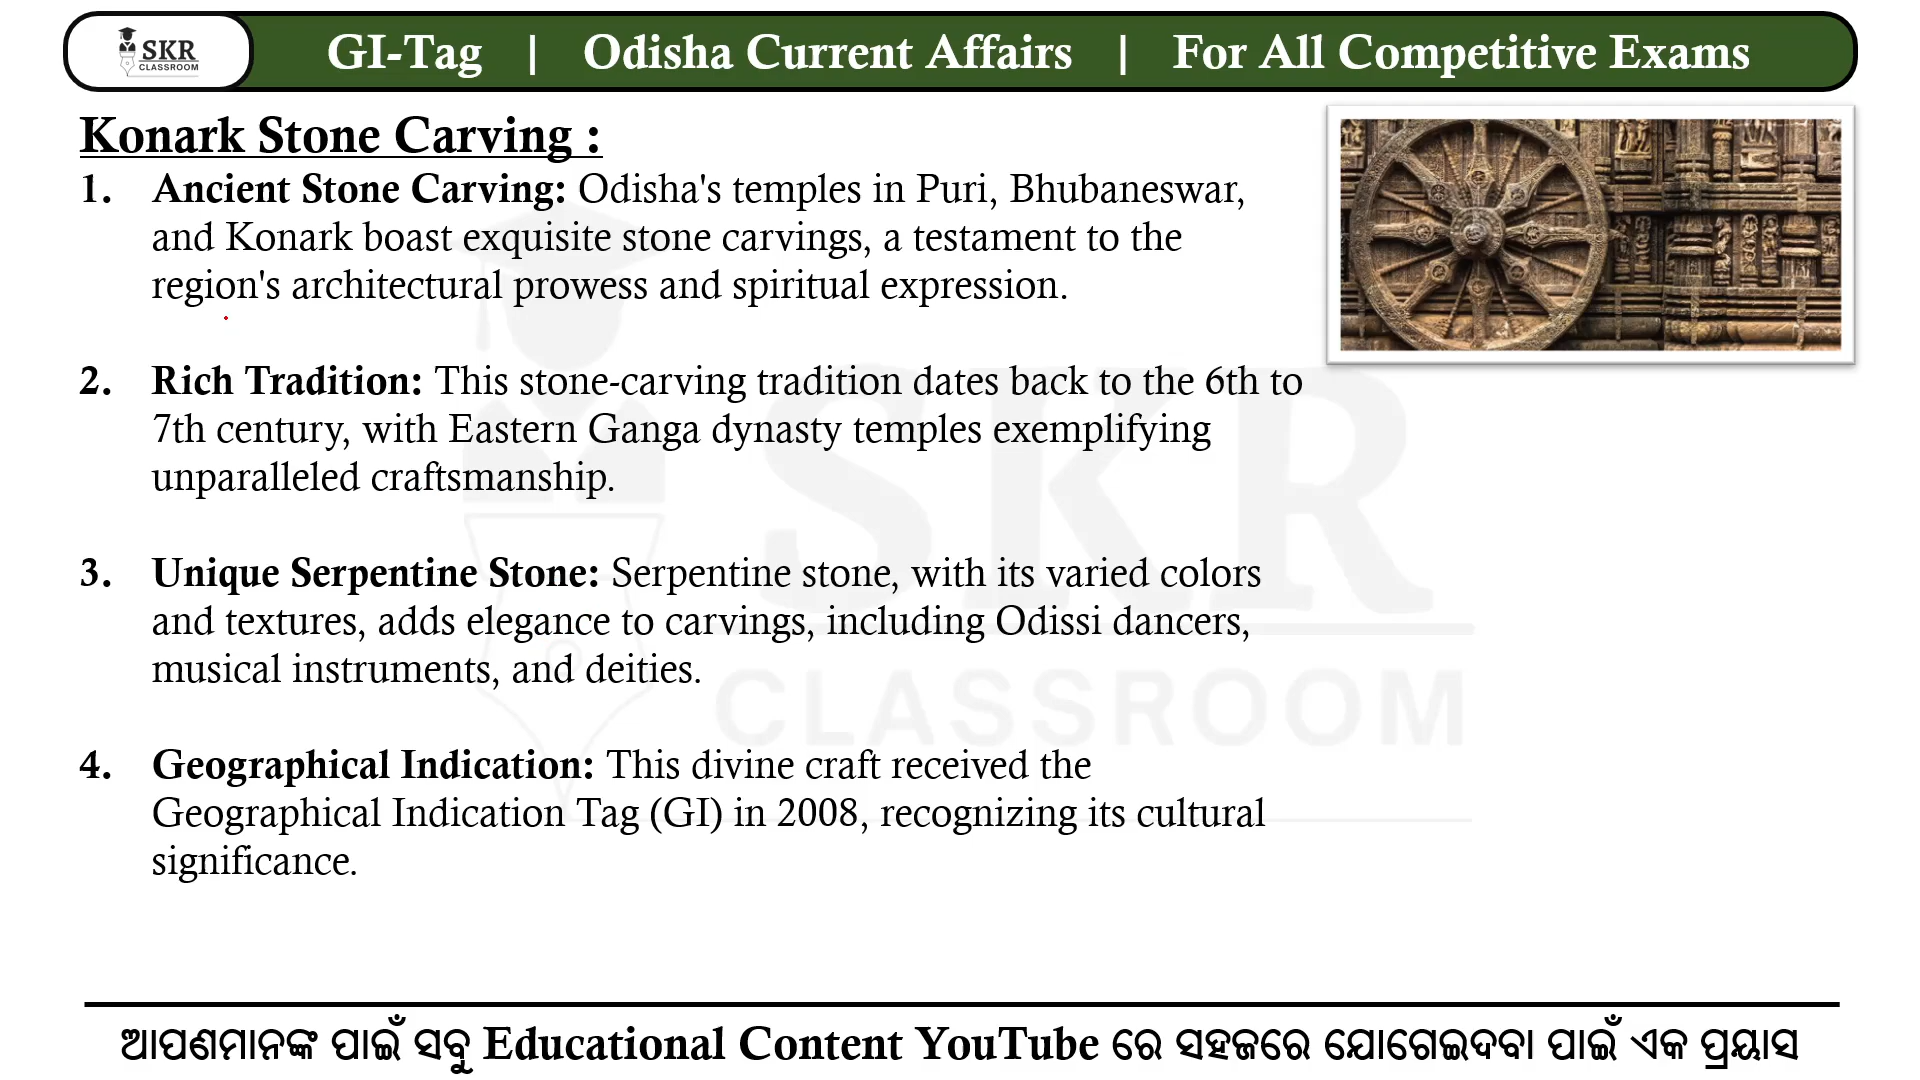 SKR
CLASSROOM
GI-Tag | Odisha Current Affairs | For All Competitive Exams
Konark Stone Carving :
1. Ancient Stone Carving: Odisha's temples in Puri, Bhubaneswar,
and Konark boast exquisite stone carvings, a testament to the
region's architectural prowess and spiritual expression.
2. Rich Tradition: This stone-carving tradition dates back to the 6th to
7th century, with Eastern Ganga dynasty temples exemplifying
unparalleled craftsmanship.
3. Unique Serpentine Stone: Serpentine stone, with its varied colors
and textures, adds elegance to carvings, including Odissi dancers,
musical instruments, and deities.
4. Geographical Indication: This divine craft received the
Geographical Indication Tag (GI) in 2008, recognizing its cultural
significance.
SKR
CLASSROOM
ଆପଣମାନଙ୍କ ପାଇଁ ସବୁ Educational Content YouTube ରେ ସହଜରେ ଯୋଗେଇଦବା ପାଇଁ ଏକ ପ୍ରୟାସ